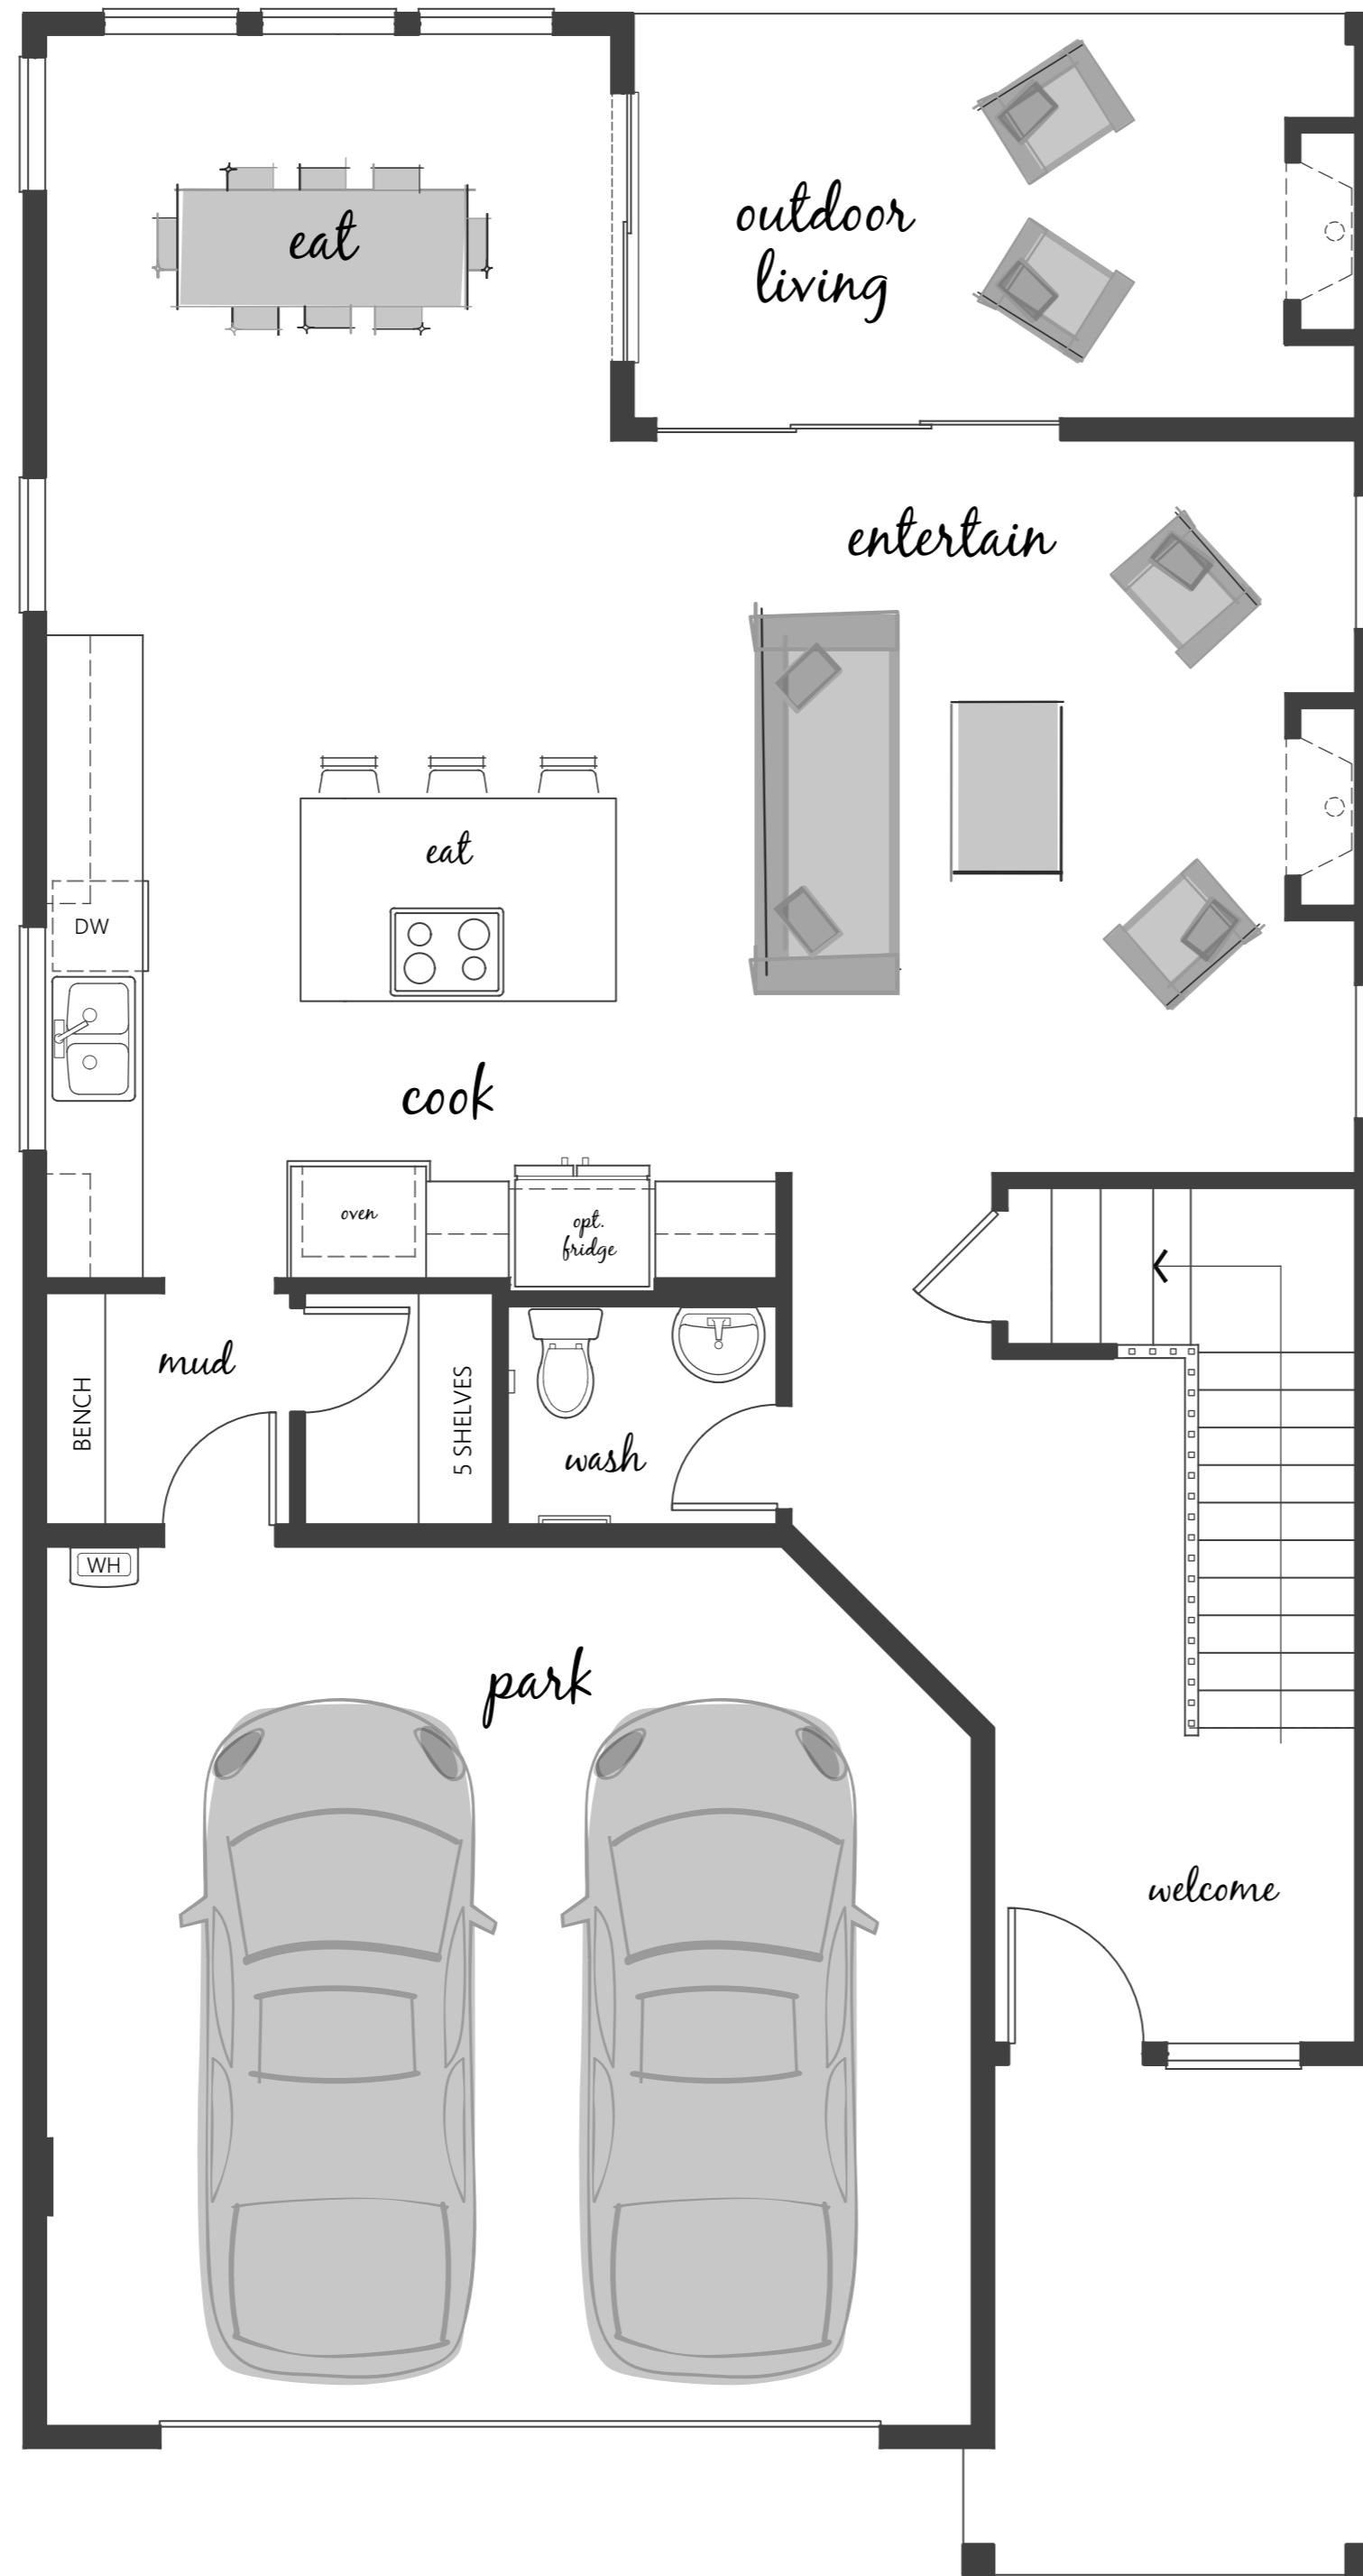 eat
outdoor
living
entertain
eat
DW
cook
oven
opt.
fridge
mud
BENCH
5 SHELVES
wash
WH
park
welcome